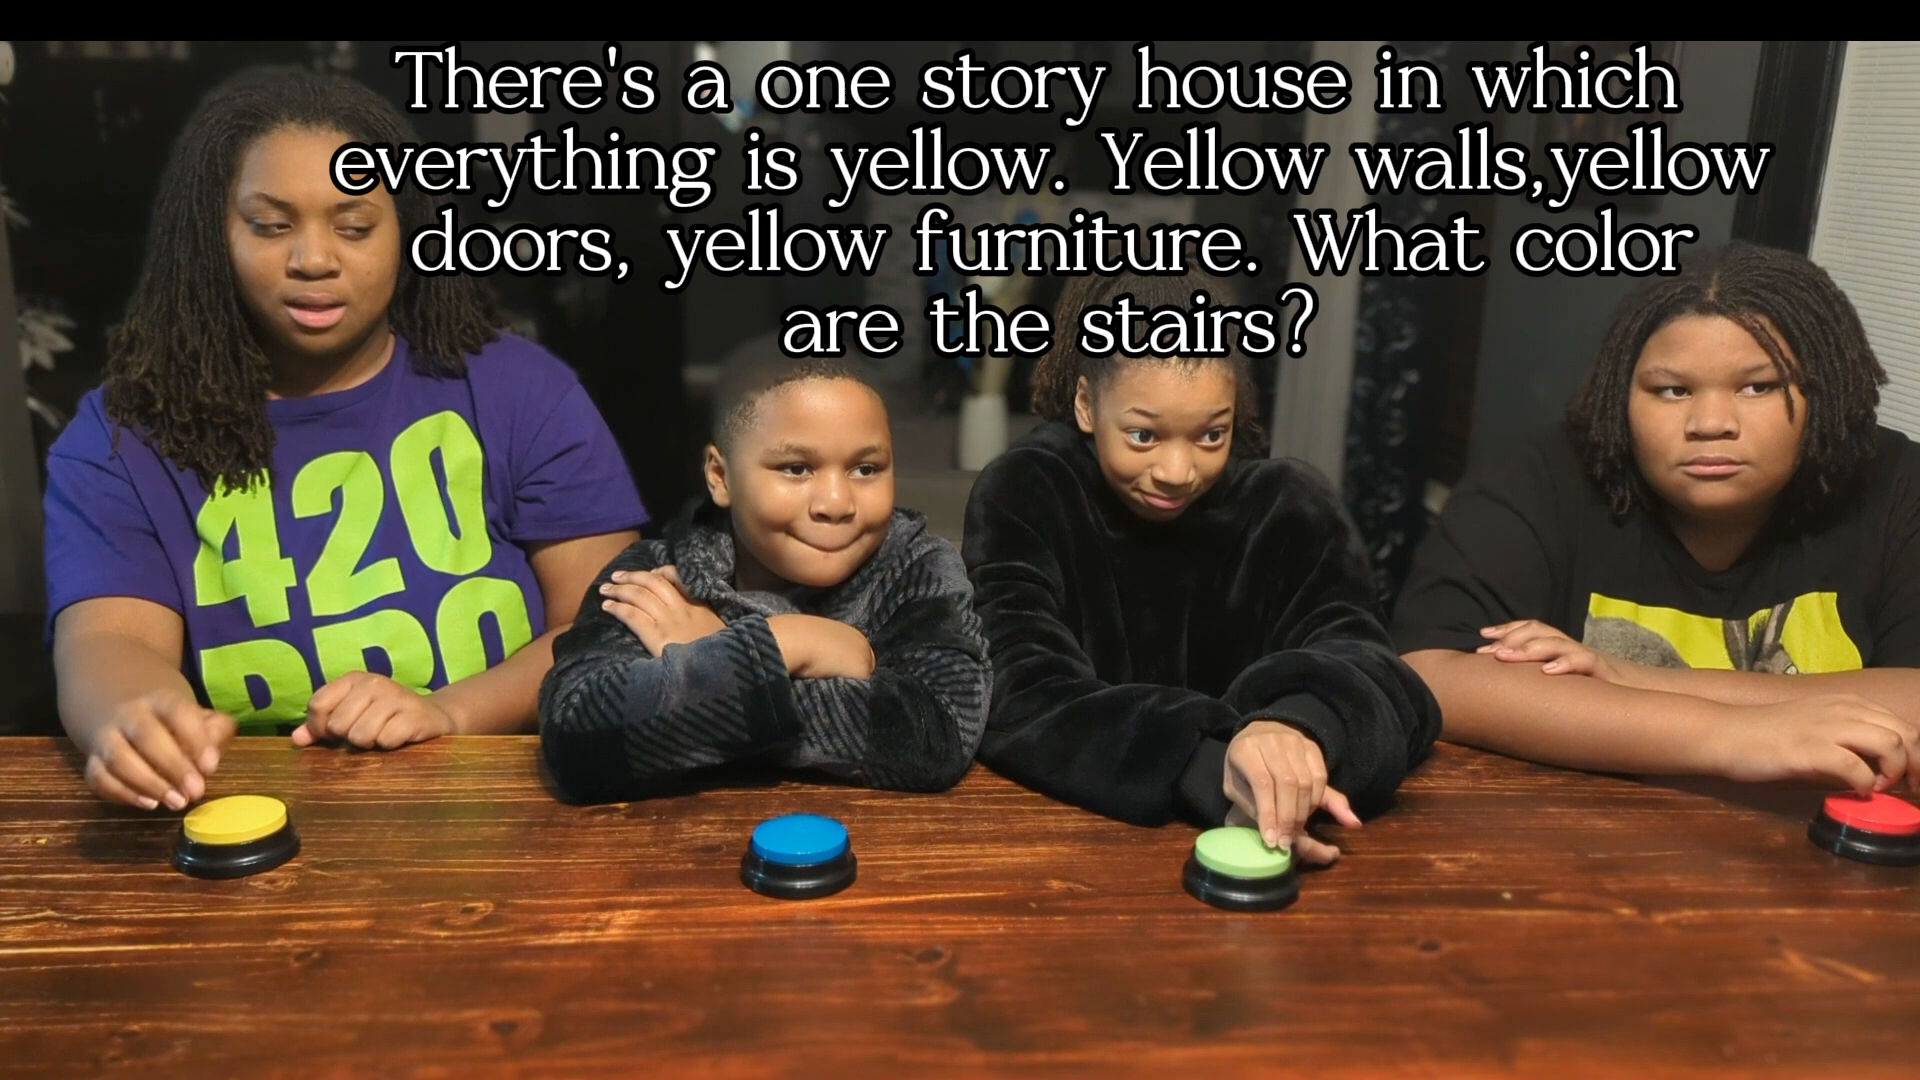 There's a one story house in which
everything is yellow. Yellow walls,yellow
doors, yellow furniture. What color
are the stairs?
420